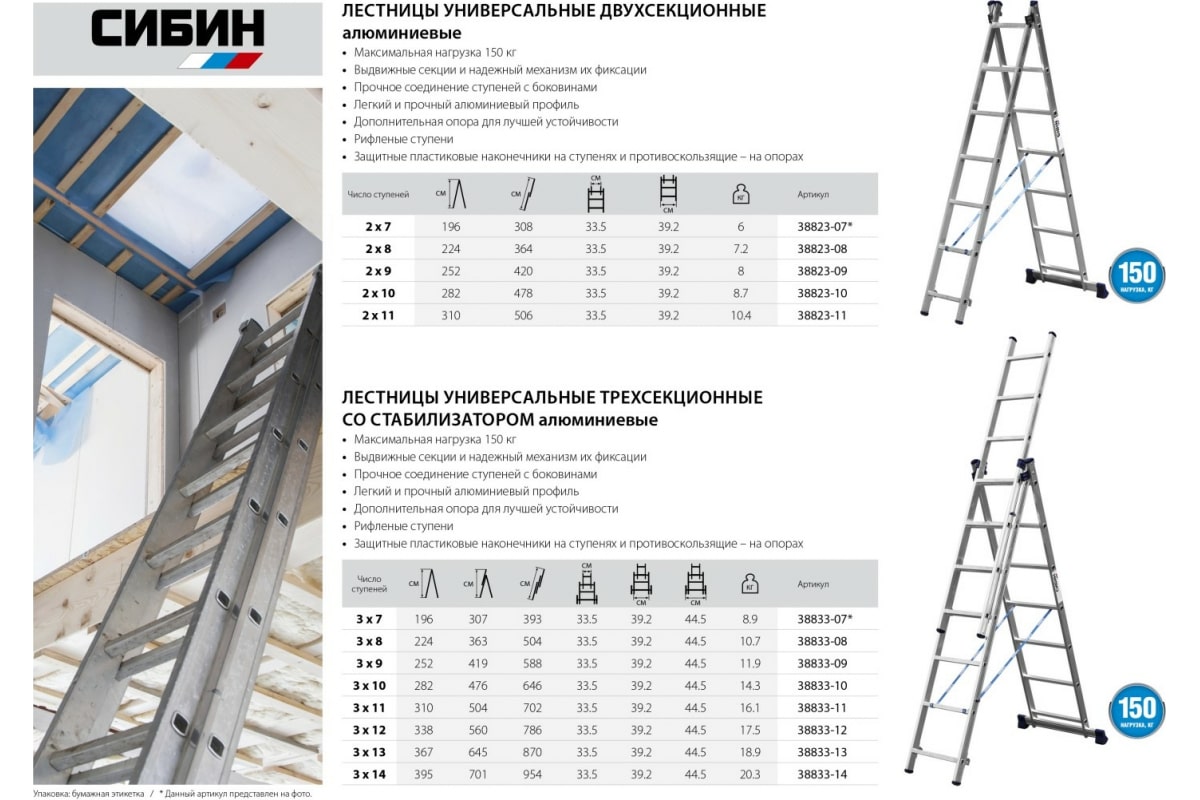 СИБИН
ЛЕСТНИЦЫ УНИВЕРСАЛЬНЫЕ ДВУХСЕКЦИОННЫЕ
алюминиевые
• Максимальная нагрузка 150 кг
• Выдвижные секции и надежный механизм их фиксации
• Прочное соединение ступеней с боковинами
• Легкий и прочный алюминиевый профиль
• Дополнительная опора для лучшей устойчивости
• Рифленые ступени
• Защитные пластиковые наконечники на ступенях и противоскользящие – на опорах
Число ступеней см см см см кг Артикул
2 x 7 196 308 33.5 39.2 6 38823-07*
2 x 8 224 364 33.5 39.2 7.2 38823-08
2 x 9 252 420 33.5 39.2 8 38823-09
2 x 10 282 478 33.5 39.2 8.7 38823-10
2 x 11 310 506 33.5 39.2 10.4 38823-11
150
НАГРУЗКА, КГ
ЛЕСТНИЦЫ УНИВЕРСАЛЬНЫЕ ТРЕХСЕКЦИОННЫЕ
СО СТАБИЛИЗАТОРОМ алюминиевые
• Максимальная нагрузка 150 кг
• Выдвижные секции и надежный механизм их фиксации
• Прочное соединение ступеней с боковинами
• Легкий и прочный алюминиевый профиль
• Дополнительная опора для лучшей устойчивости
• Рифленые ступени
• Защитные пластиковые наконечники на ступенях и противоскользящие – на опорах
Число
ступеней см см см см см см кг Артикул
3 x 7 196 307 393 33.5 39.2 44.5 8.9 38833-07*
3 x 8 224 363 504 33.5 39.2 44.5 10.7 38833-08
3 x 9 252 419 588 33.5 39.2 44.5 11.9 38833-09
3 x 10 282 476 646 33.5 39.2 44.5 14.3 38833-10
3 x 11 310 504 702 33.5 39.2 44.5 16.1 38833-11
3 x 12 338 560 786 33.5 39.2 44.5 17.5 38833-12
3 x 13 367 645 870 33.5 39.2 44.5 18.9 38833-13
3 x 14 395 701 954 33.5 39.2 44.5 20.3 38833-14
150
НАГРУЗКА, КГ
Упаковка: бумажная этикетка / * Данный артикул представлен на фото.